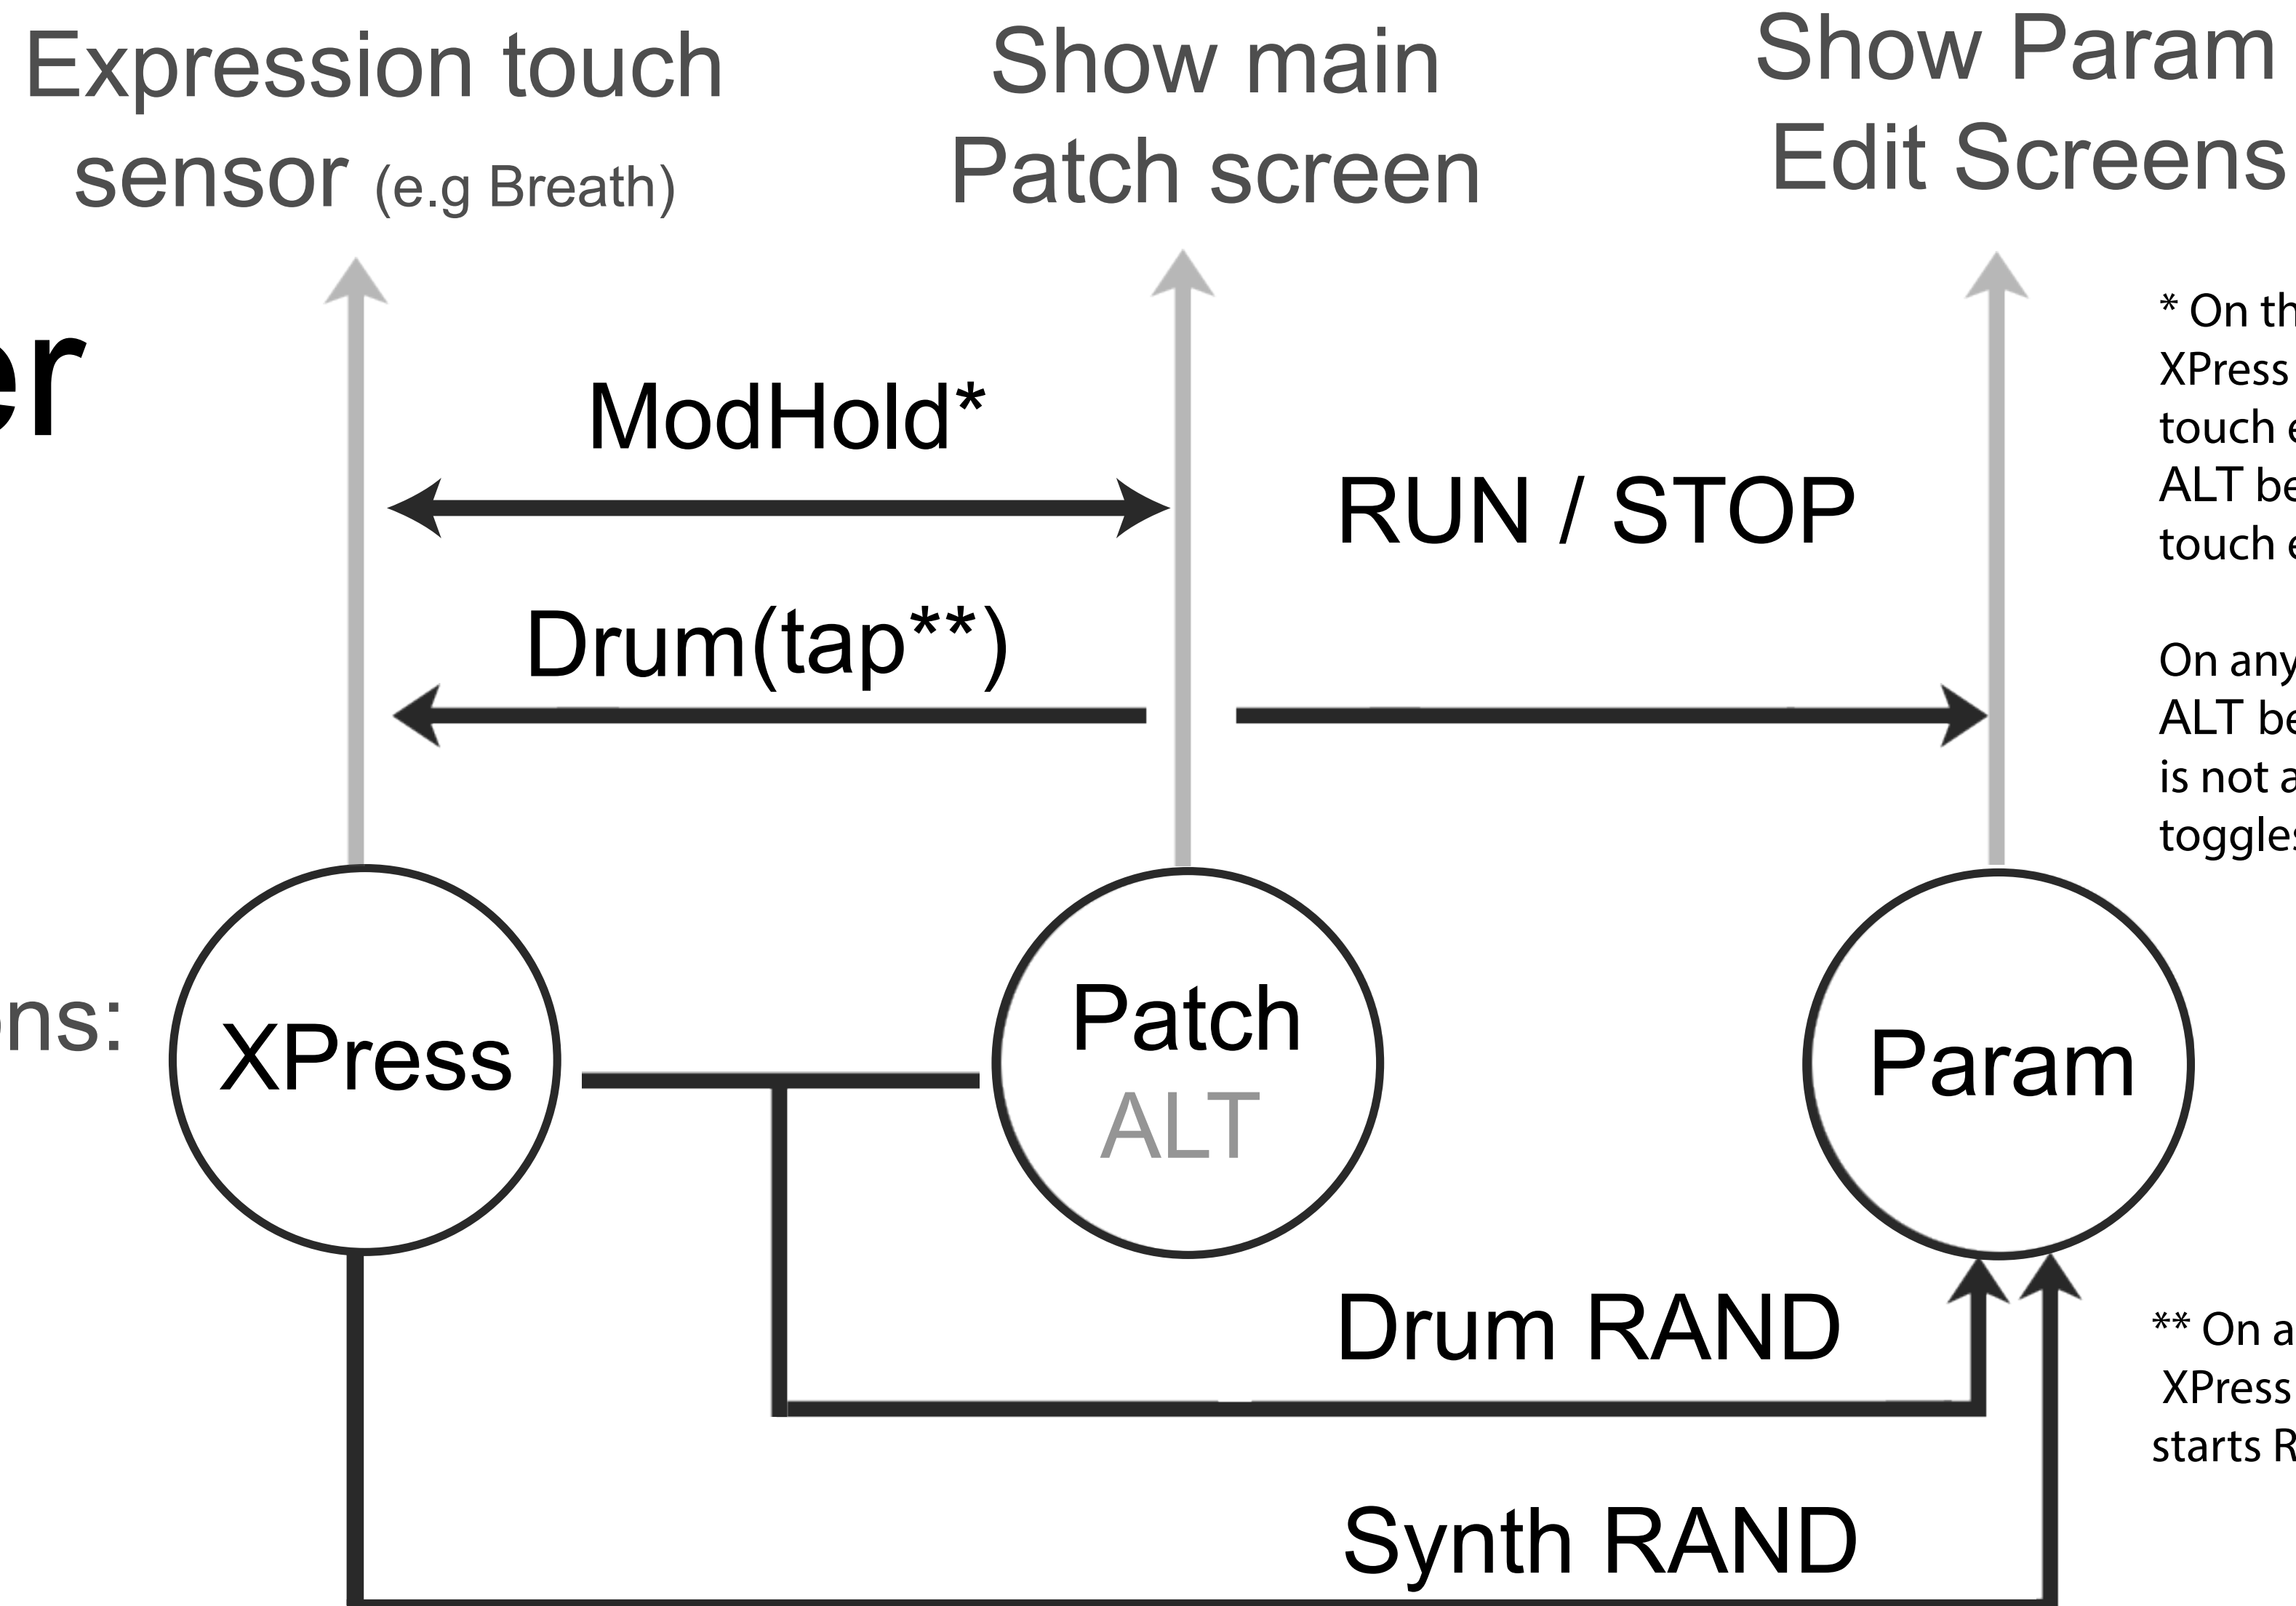 Expression touch
sensor (e.g Breath)
Show main
Patch screen
Show Param
Edit Screens
er
ModHold*
RUN / STOP
Drum(tap**)
* On th
XPress
touch e
ALT be
touch e
On any
ALT be
is not a
toggles
ns:
XPress
Patch
ALT
Param
Drum RAND
Synth RAND
** On a
XPress
starts R